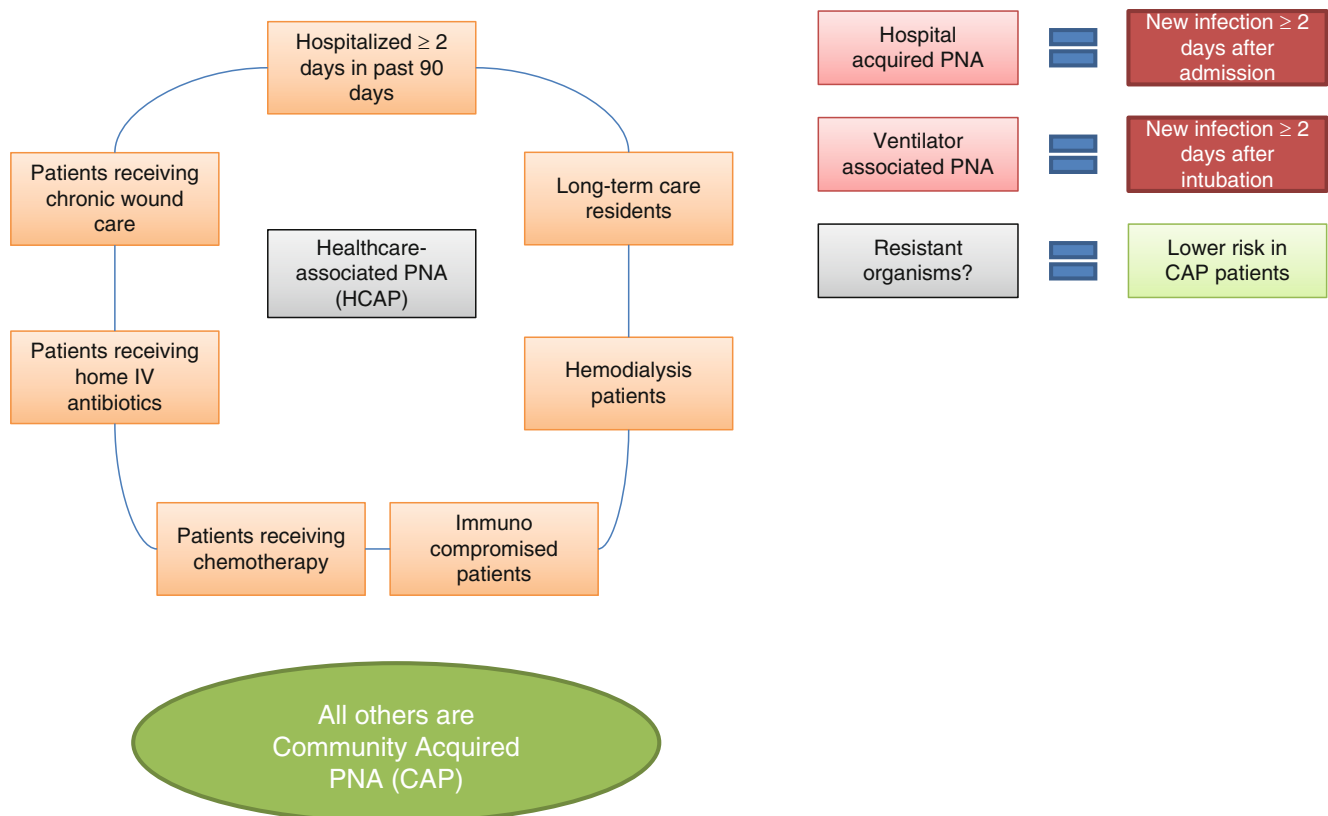 Hospitalized ≥ 2
days in past 90
days
Patients receiving
chronic wound
care
Long-term care
residents
Healthcare-
associated PNA
(HCAP)
Patients receiving
home IV
antibiotics
Hemodialysis
patients
Patients receiving
chemotherapy
Immuno
compromised
patients
All others are
Community Acquired
PNA (CAP)
Hospital
acquired PNA
New infection ≥ 2
days after
admission
Ventilator
associated PNA
New infection ≥ 2
days after
intubation
Resistant
organisms?
Lower risk in
CAP patients